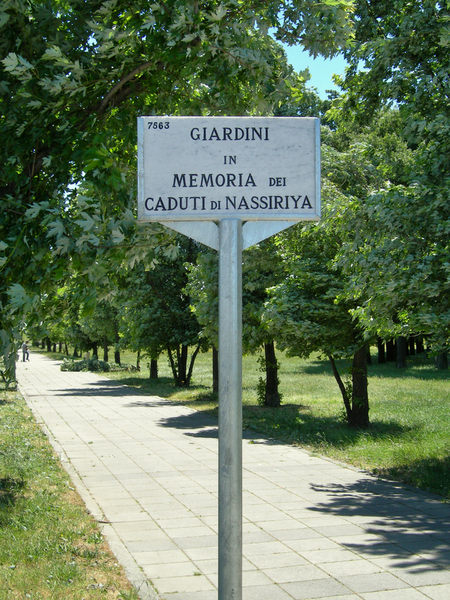 7563
GIARDINI
IN
MEMORIA DEI
CADUTI DI NASSIRIYA